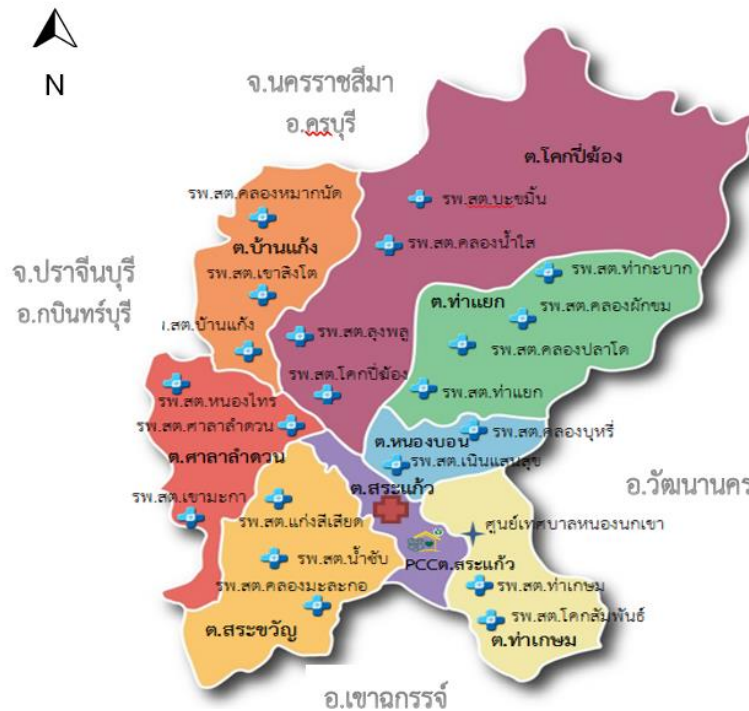 N
จ.นครราชสีมา
อ.ครบุรี
ต.โคกปี่ฆ้อง
รพ.สต.คลองหมากนัด
รพ.สต.บะขมิ้น
ต.บ้านแก้ง
รพ.สต.คลองน้ำใส
จ.ปราจีนบุรี
อ.กบินทร์บุรี
รพ.สต.เขาสิงโต
รพ.สต.ท่ากะบาก
ต.ท่าแยก
รพ.สต.คลองผักขม
ง.สต.บ้านแก้ง
รพ.สต.ลุงพลู
รพ.สต.คลองปลาโด
รพ.สต.โคกปี่ฆ้อง
รพ.สต.ท่าแยก
รพ.สต.หนองไทร
รพ.สต.ศาลาลำดวน
ต.หนองบอน
รพ.สต.คลองบุหรี่
ต.ศาลาลำดวน
รพ.สต.เนินแสนสุข
ต.สระแก้ว
อ.วัฒนานคร
รพ.สต.เขามะกา
รพ.สต.แก่งสีเสียด
ศูนย์เทศบาลหนองนกเขา
รพ.สต.น้ำซับ
PCCต.สระแก้ว
รพ.สต.คลองมะละกอ
รพ.สต.ท่าเกษม
รพ.สต.โคกสัมพันธ์
ต.สระขวัญ
ต.ท่าเกษม
อ.เขาฉกรรจ์